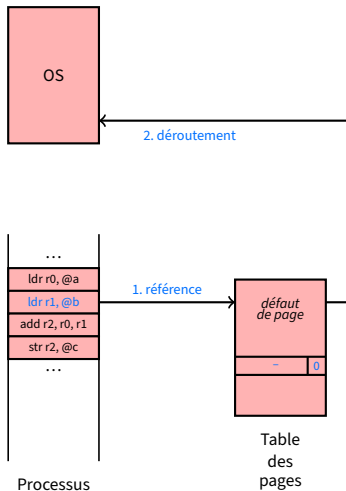 OS
2. déroutement
...
ldr r0, @a
ldr r1, @b
add r2, r0, r1
str r2, @c
...
1. référence
défaut
de page
– 0
Table
des
pages
Processus